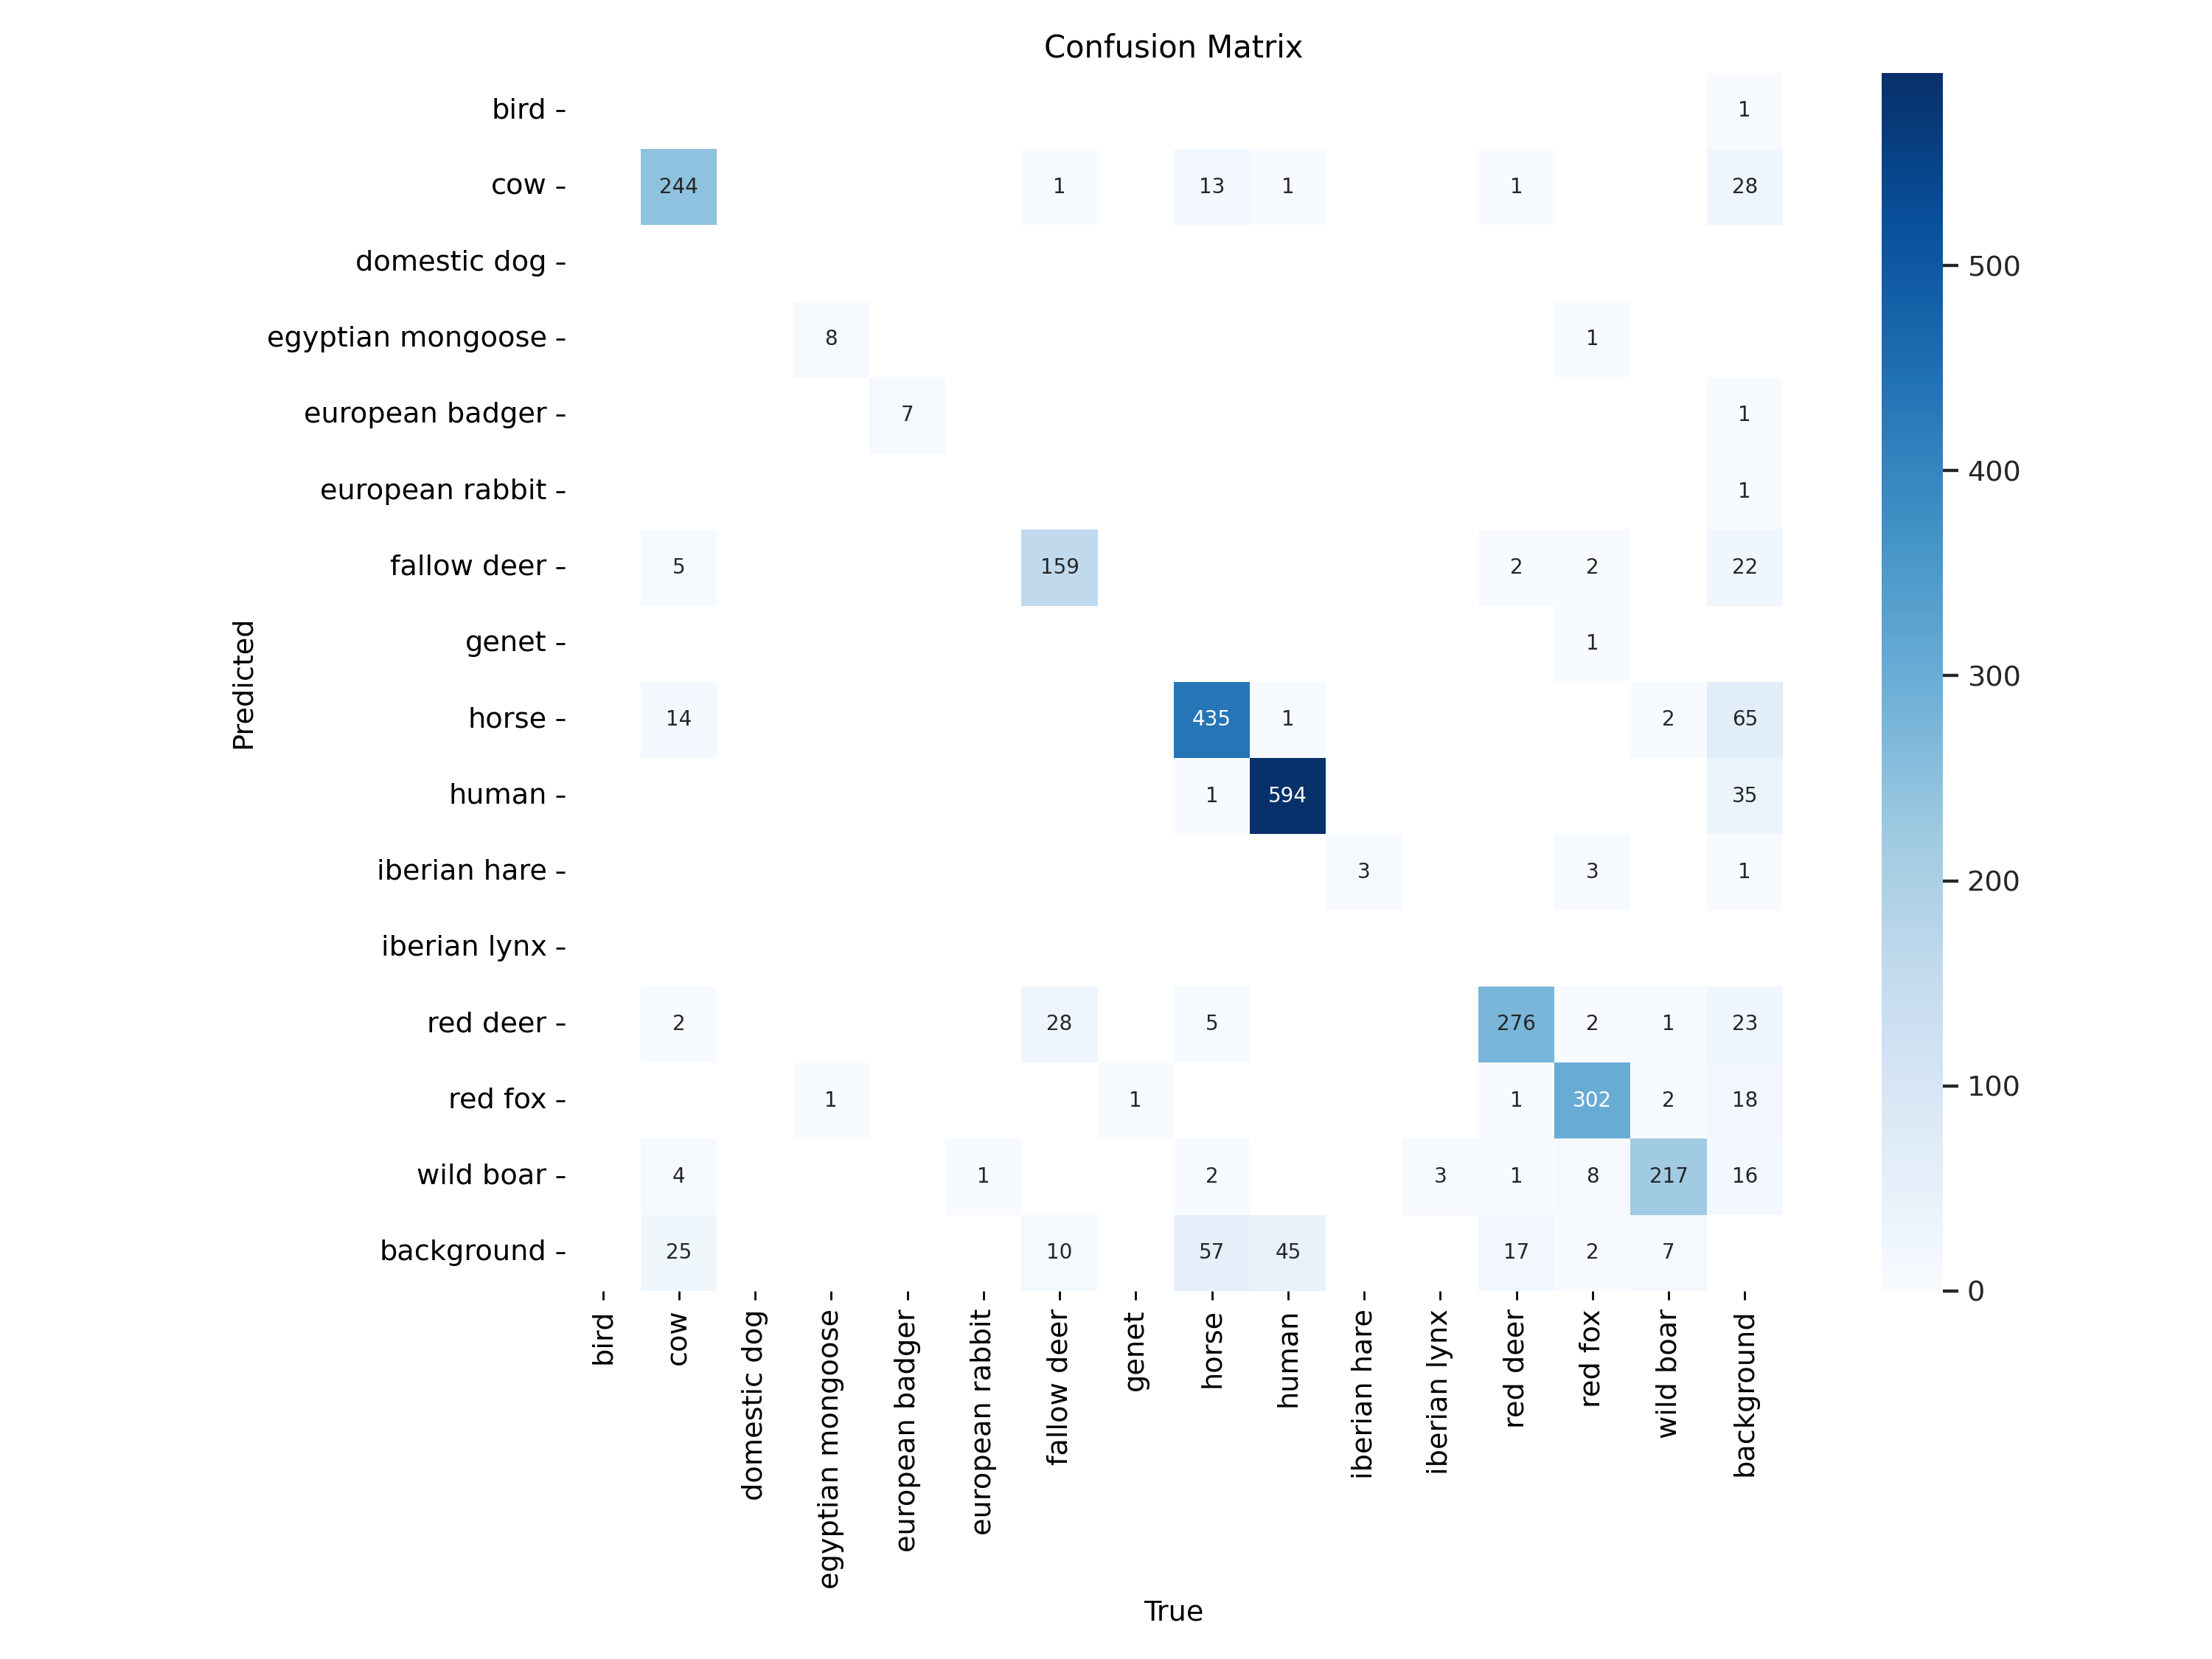 Confusion Matrix
bird 1
cow 244 1 13 1 1 28
domestic dog
egyptian mongoose 8 1
european badger 7 1
european rabbit 1
fallow deer 5 159 2 2 22
genet 1
horse 14 435 1 2 65
human 1 594 35
iberian hare 3 3 1
iberian lynx
red deer 2 28 5 276 2 1 23
red fox 1 1 1 302 2 18
wild boar 4 1 2 3 1 8 217 16
background 25 10 57 45 17 2 7
Predicted
bird
cow
domestic dog
egyptian mongoose
european badger
european rabbit
fallow deer
genet
horse
human
iberian hare
iberian lynx
red deer
red fox
wild boar
background
True
500
400
300
200
100
0